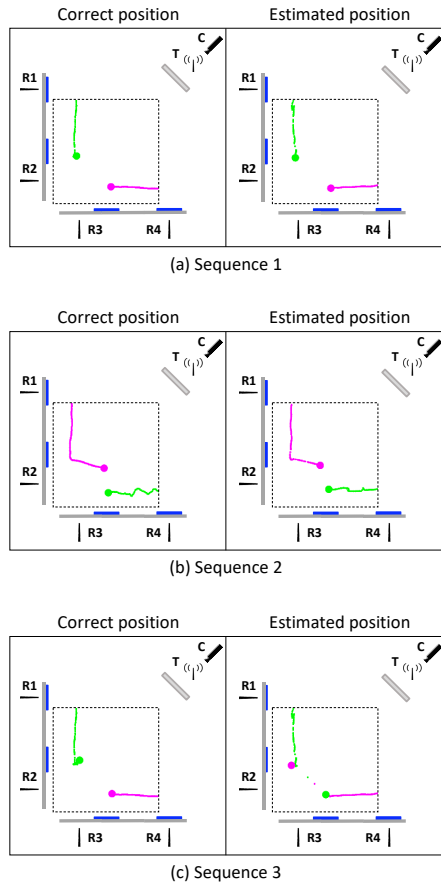 Correct position Estimated position
C C
T T
R1 R1
R2 R2
R3 R4 R3 R4
(a) Sequence 1
Correct position Estimated position
C C
T T
R1 R1
R2 R2
R3 R4 R3 R4
(b) Sequence 2
Correct position Estimated position
C C
T T
R1 R1
R2 R2
R3 R4 R3 R4
(c) Sequence 3